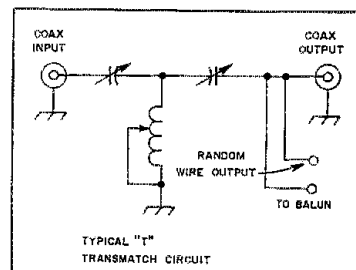 COAX
INPUT
COAX
OUTPUT
RANDOM
WIRE OUTPUT
TO BALUN
TYPICAL "T"
TRANSMATCH CIRCUIT